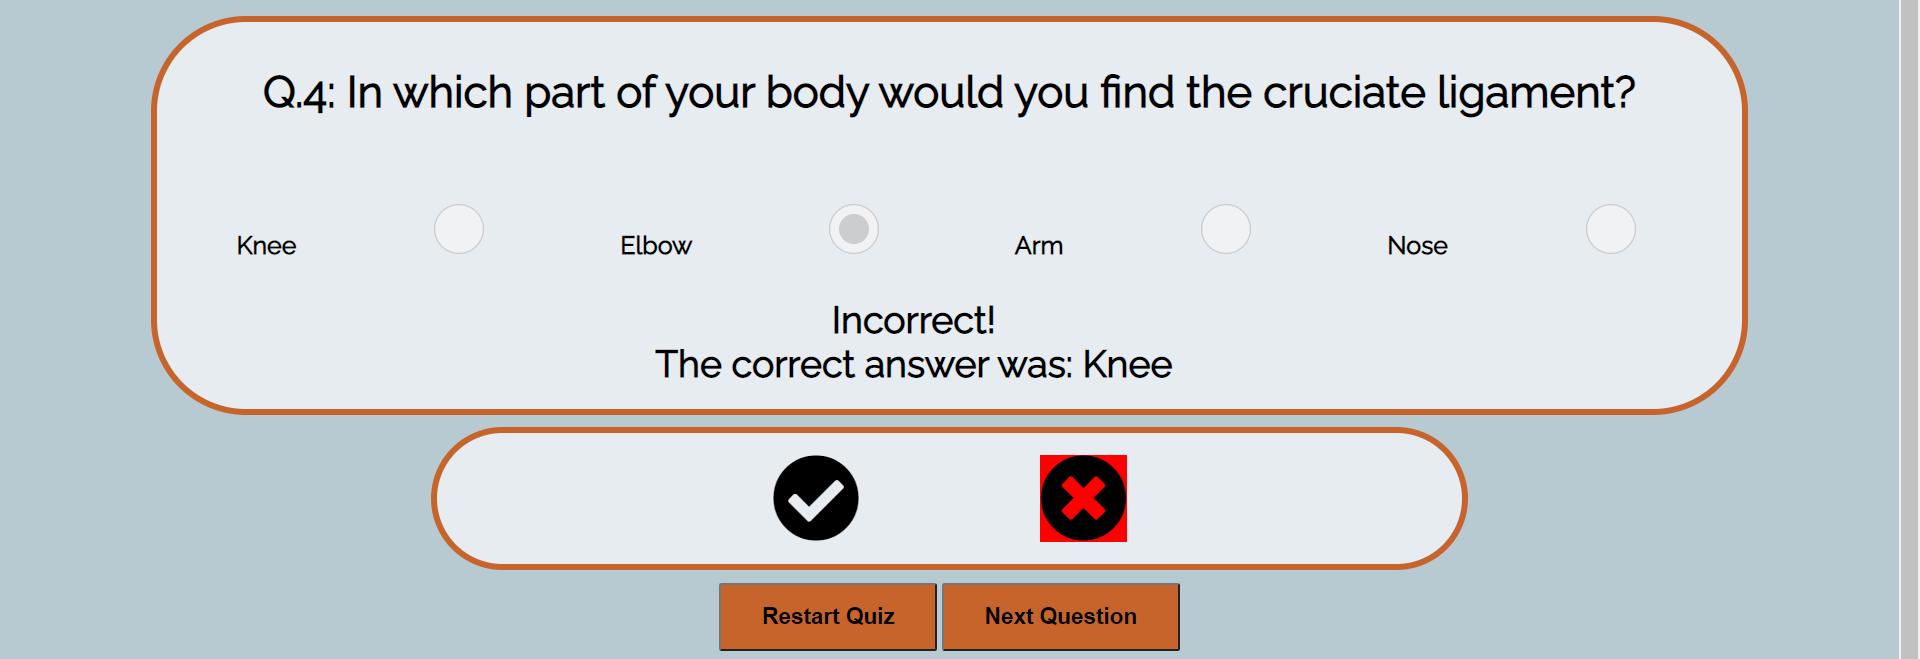 Q.4: In which part of your body would you find the cruciate ligament?
Knee Elbow Arm Nose
Incorrect!
The correct answer was: Knee
Restart Quiz Next Question